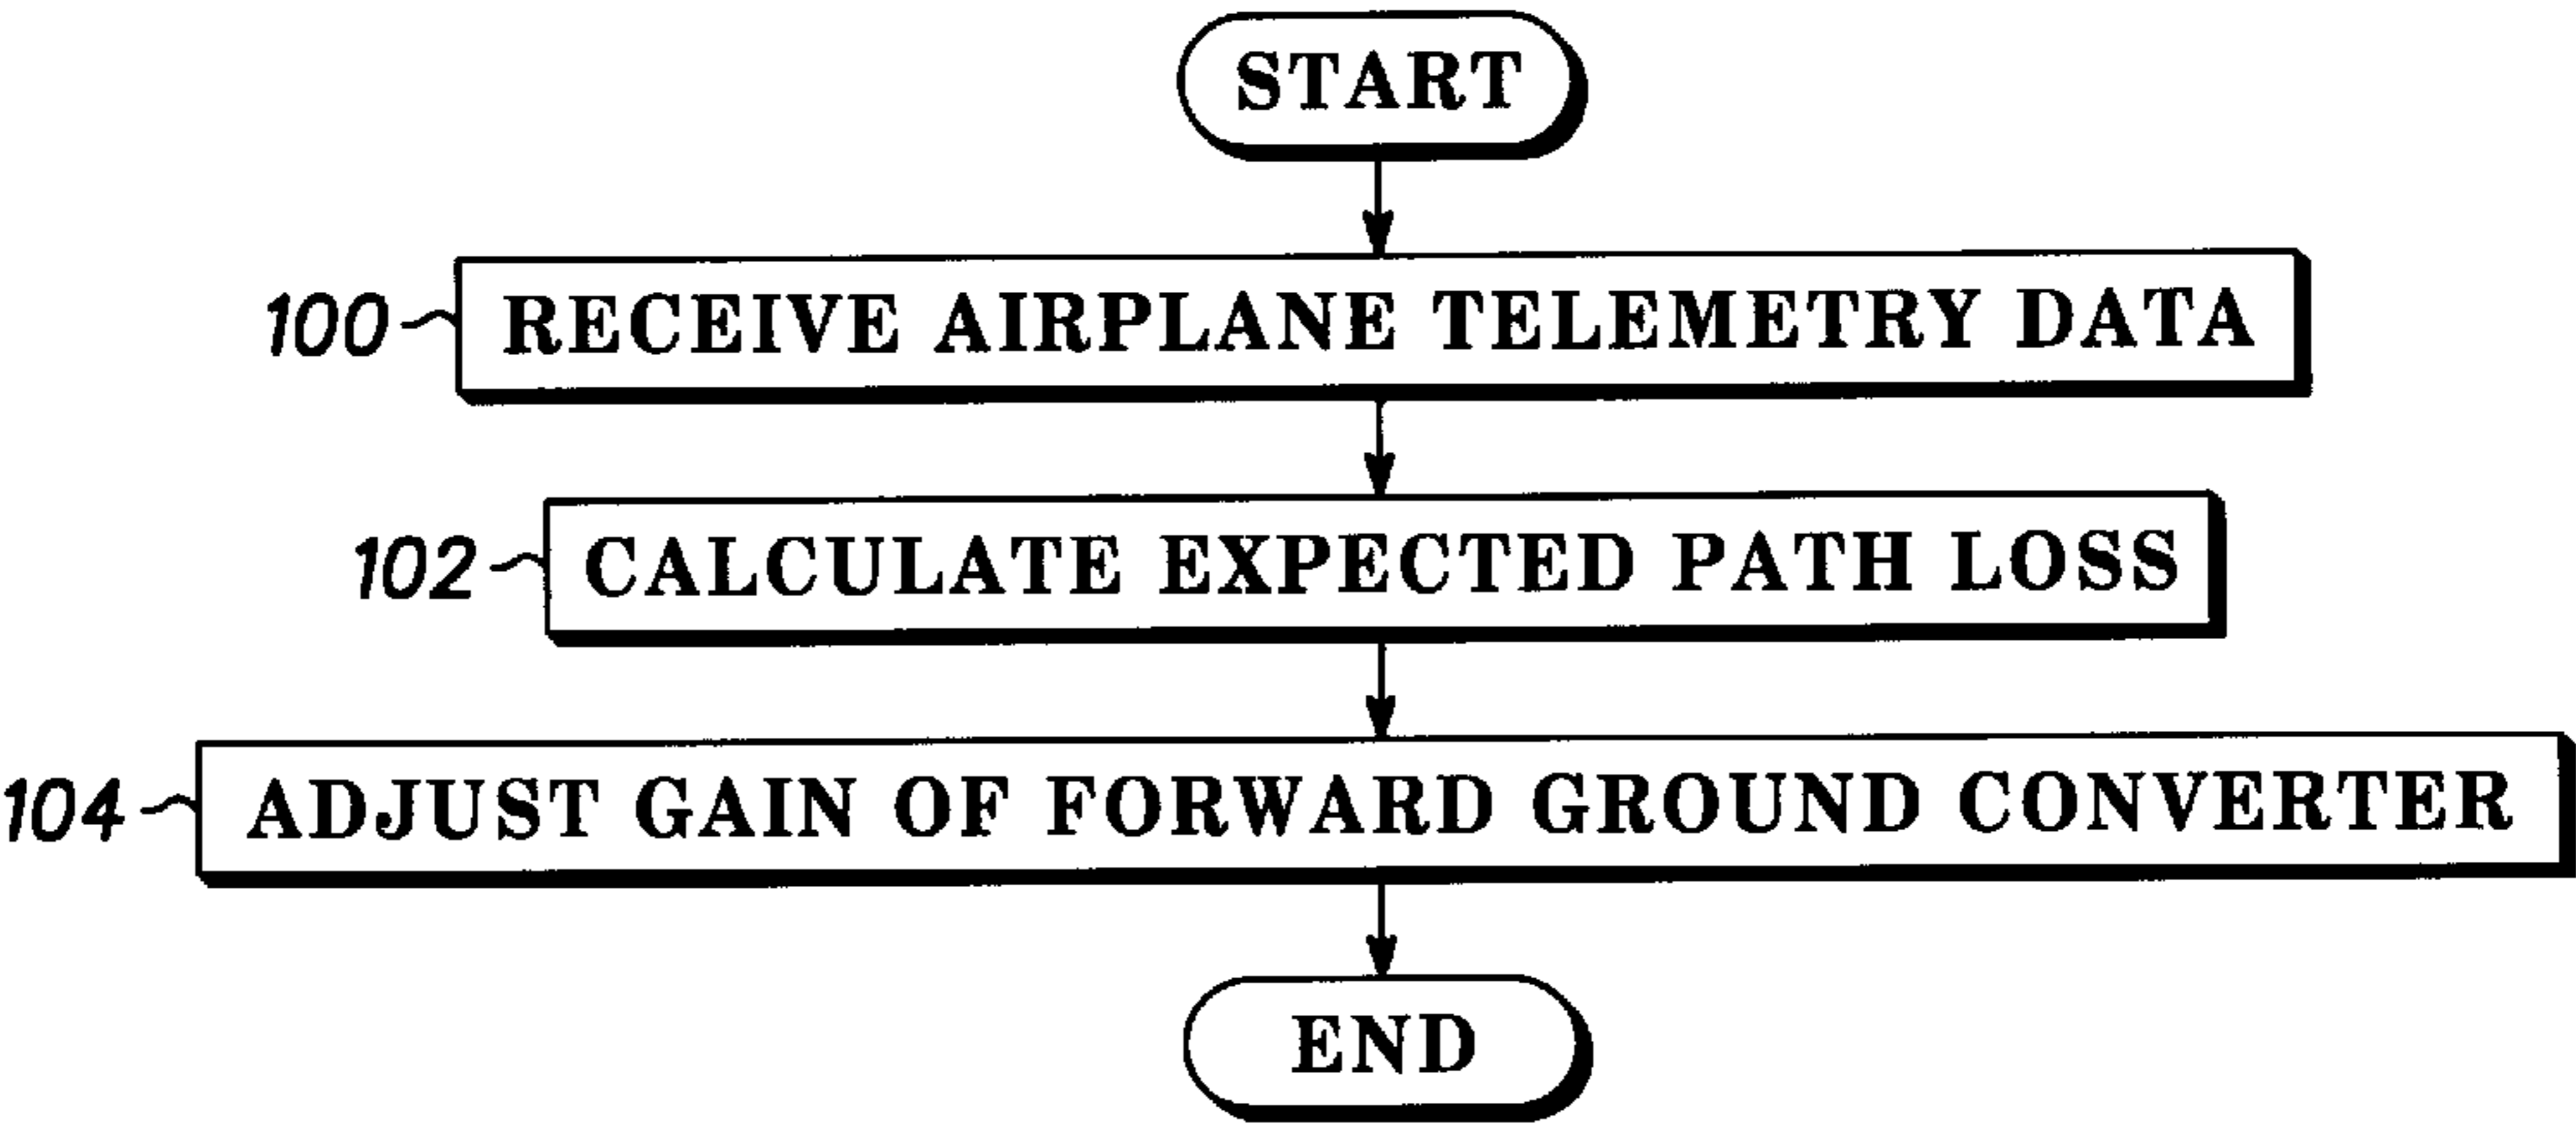 START
100 RECEIVE AIRPLANE TELEMETRY DATA
102 CALCULATE EXPECTED PATH LOSS
104 ADJUST GAIN OF FORWARD GROUND CONVERTER
END